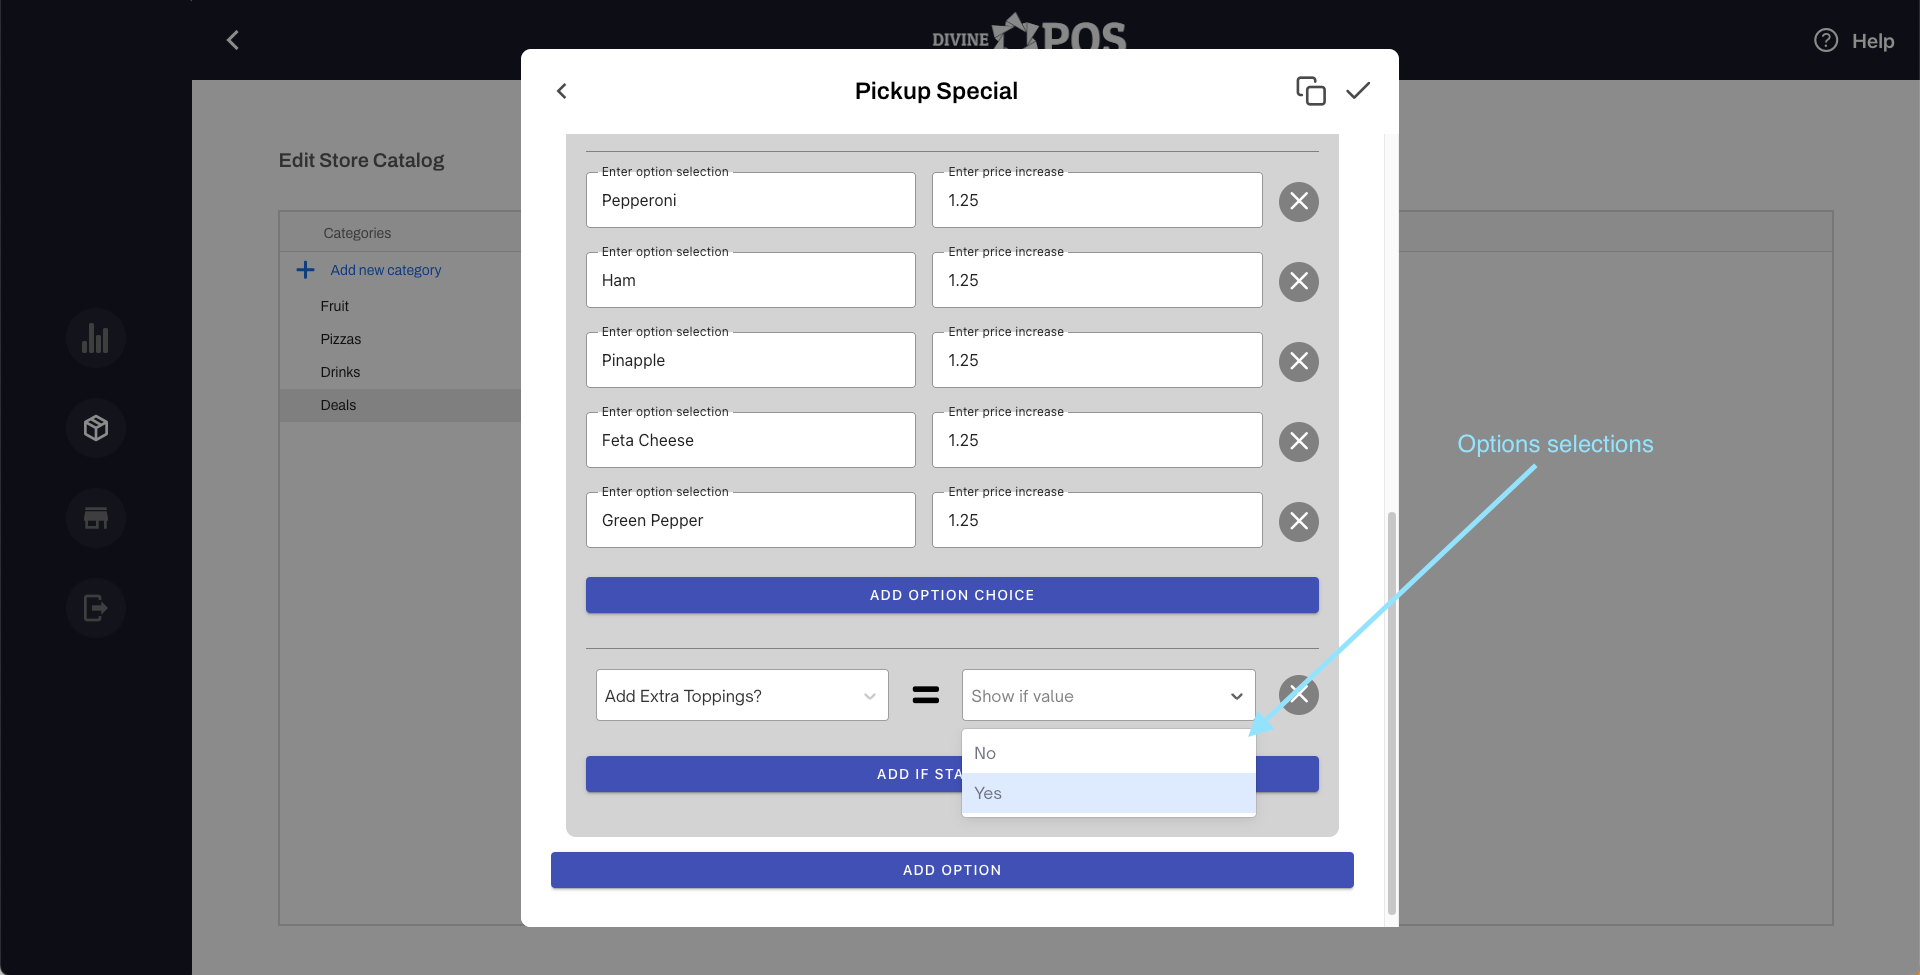 DIVINE POS
Help
Pickup Special
Edit Store Catalog
Categories
Add new category
Fruit
Pizzas
Drinks
Deals
Enter option selection
Pepperoni
Enter price increase
1.25
Enter option selection
Ham
Enter price increase
1.25
Enter option selection
Pinapple
Enter price increase
1.25
Enter option selection
Feta Cheese
Enter price increase
1.25
Enter option selection
Green Pepper
Enter price increase
1.25
ADD OPTION CHOICE
Add Extra Toppings?
Show if value
No
Yes
ADD IF STA
ADD OPTION
Options selections